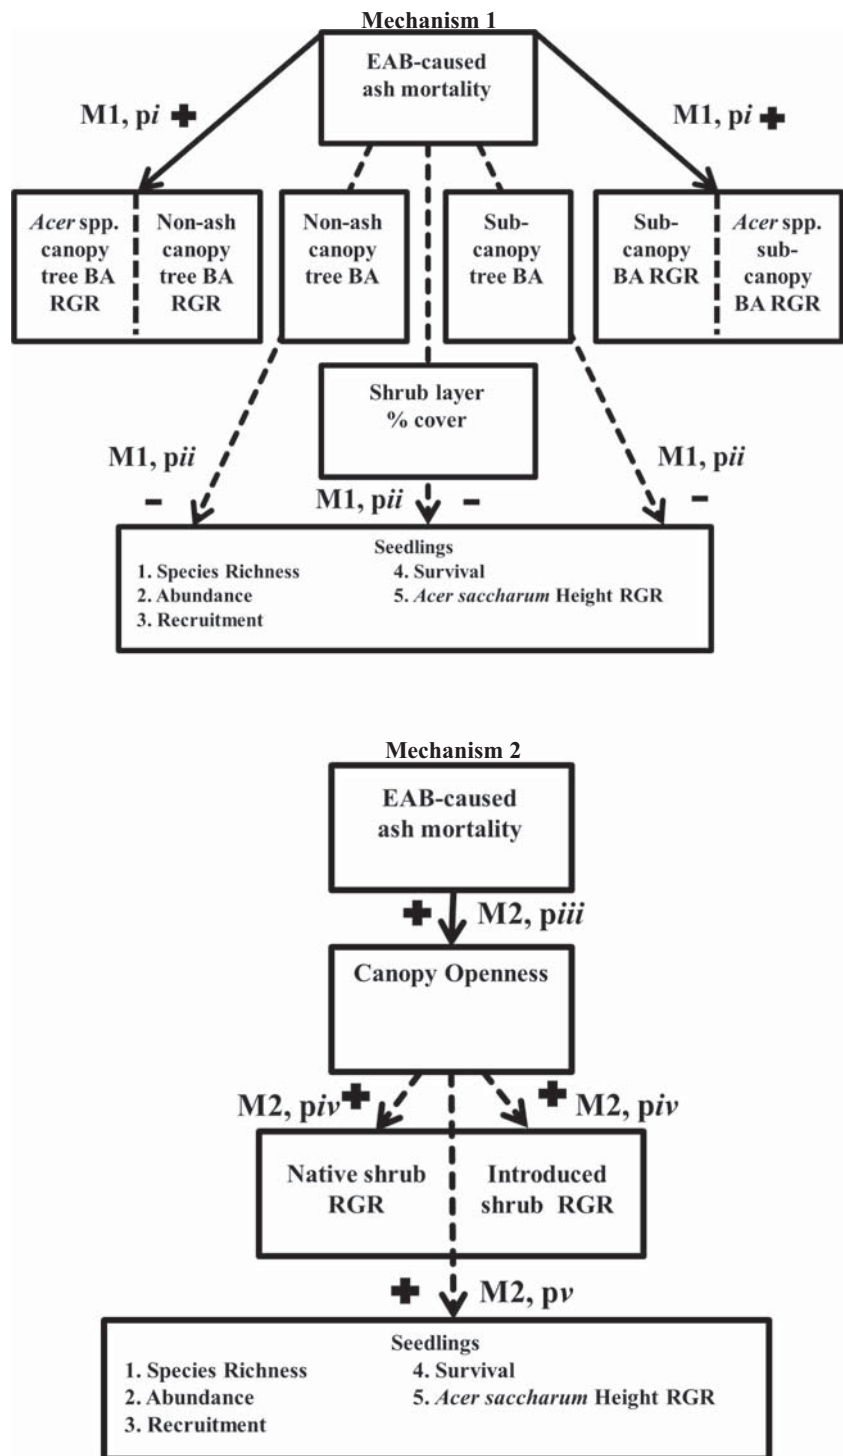 Mechanism 1
EAB-caused
ash mortality
M1, pi +
M1, pi +
Acer spp.
canopy
tree BA
RGR
Non-ash
canopy
tree BA
RGR
Non-ash
canopy
tree BA
Sub-
canopy
tree BA
Sub-
canopy
BA RGR
Acer spp.
sub-
canopy
BA RGR
Shrub layer
% cover
M1, pii
-
M1, pii -
M1, pii
-
Seedlings
1. Species Richness
2. Abundance
3. Recruitment
4. Survival
5. Acer saccharum Height RGR
Mechanism 2
EAB-caused
ash mortality
+ M2, piii
Canopy Openness
M2, piv +
+ M2, piv
Native shrub
RGR
Introduced
shrub RGR
+ M2, pv
Seedlings
1. Species Richness
2. Abundance
3. Recruitment
4. Survival
5. Acer saccharum Height RGR